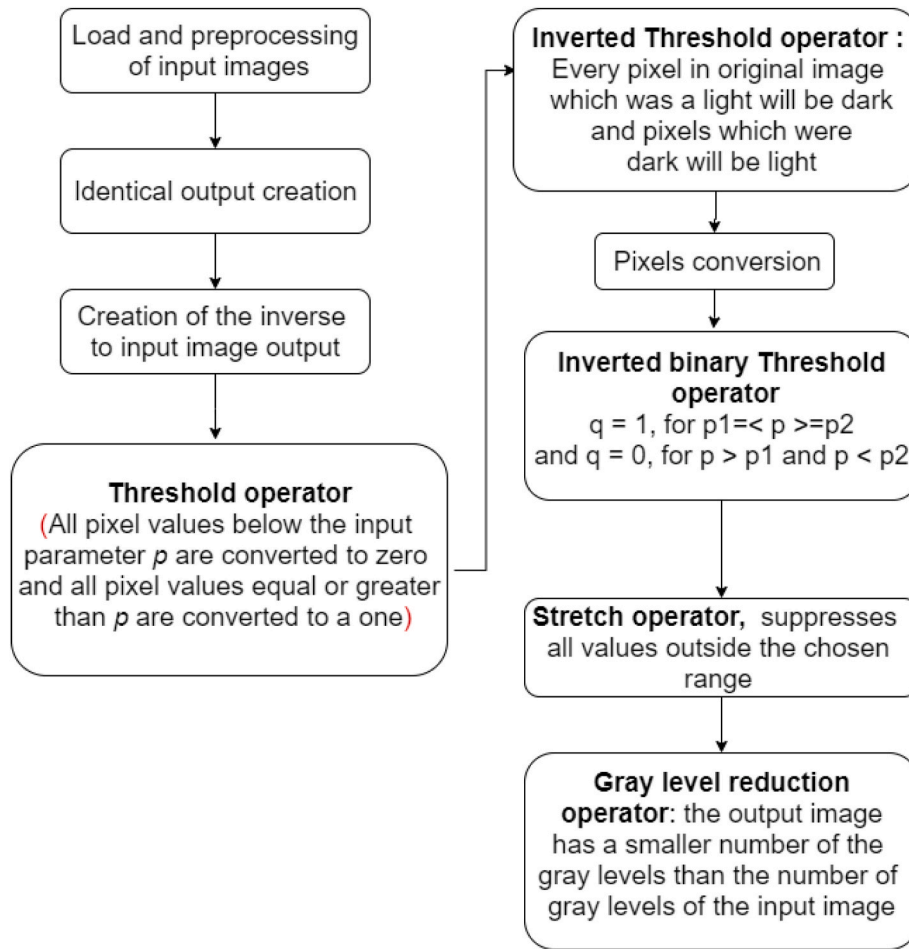 Load and preprocessing
of input images
Identical output creation
Creation of the inverse
to input image output
Threshold operator
(All pixel values below the input
parameter p are converted to zero
and all pixel values equal or greater
than p are converted to a one)
Inverted Threshold operator :
Every pixel in original image
which was a light will be dark
and pixels which were
dark will be light
Pixels conversion
Inverted binary Threshold
operator
q = 1, for p1=< p >=p2
and q = 0, for p > p1 and p < p2
Stretch operator, suppresses
all values outside the chosen
range
Gray level reduction
operator: the output image
has a smaller number of the
gray levels than the number of
gray levels of the input image